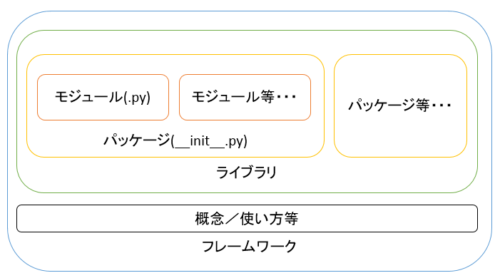 モジュール(.py)
モジュール等・・・
パッケージ(__init__.py)
パッケージ等・・・
ライブラリ
概念／使い方等
フレームワーク